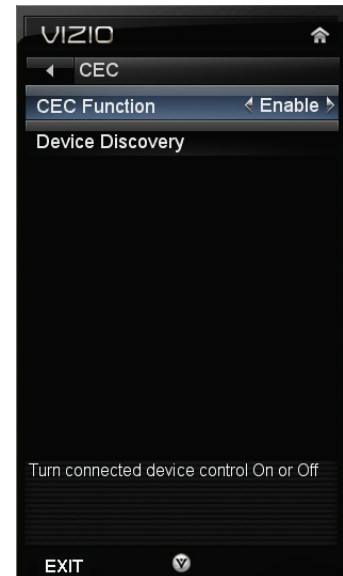 VIZIO
CEC
CEC Function Enable
Device Discovery
Turn connected device control On or Off
EXIT